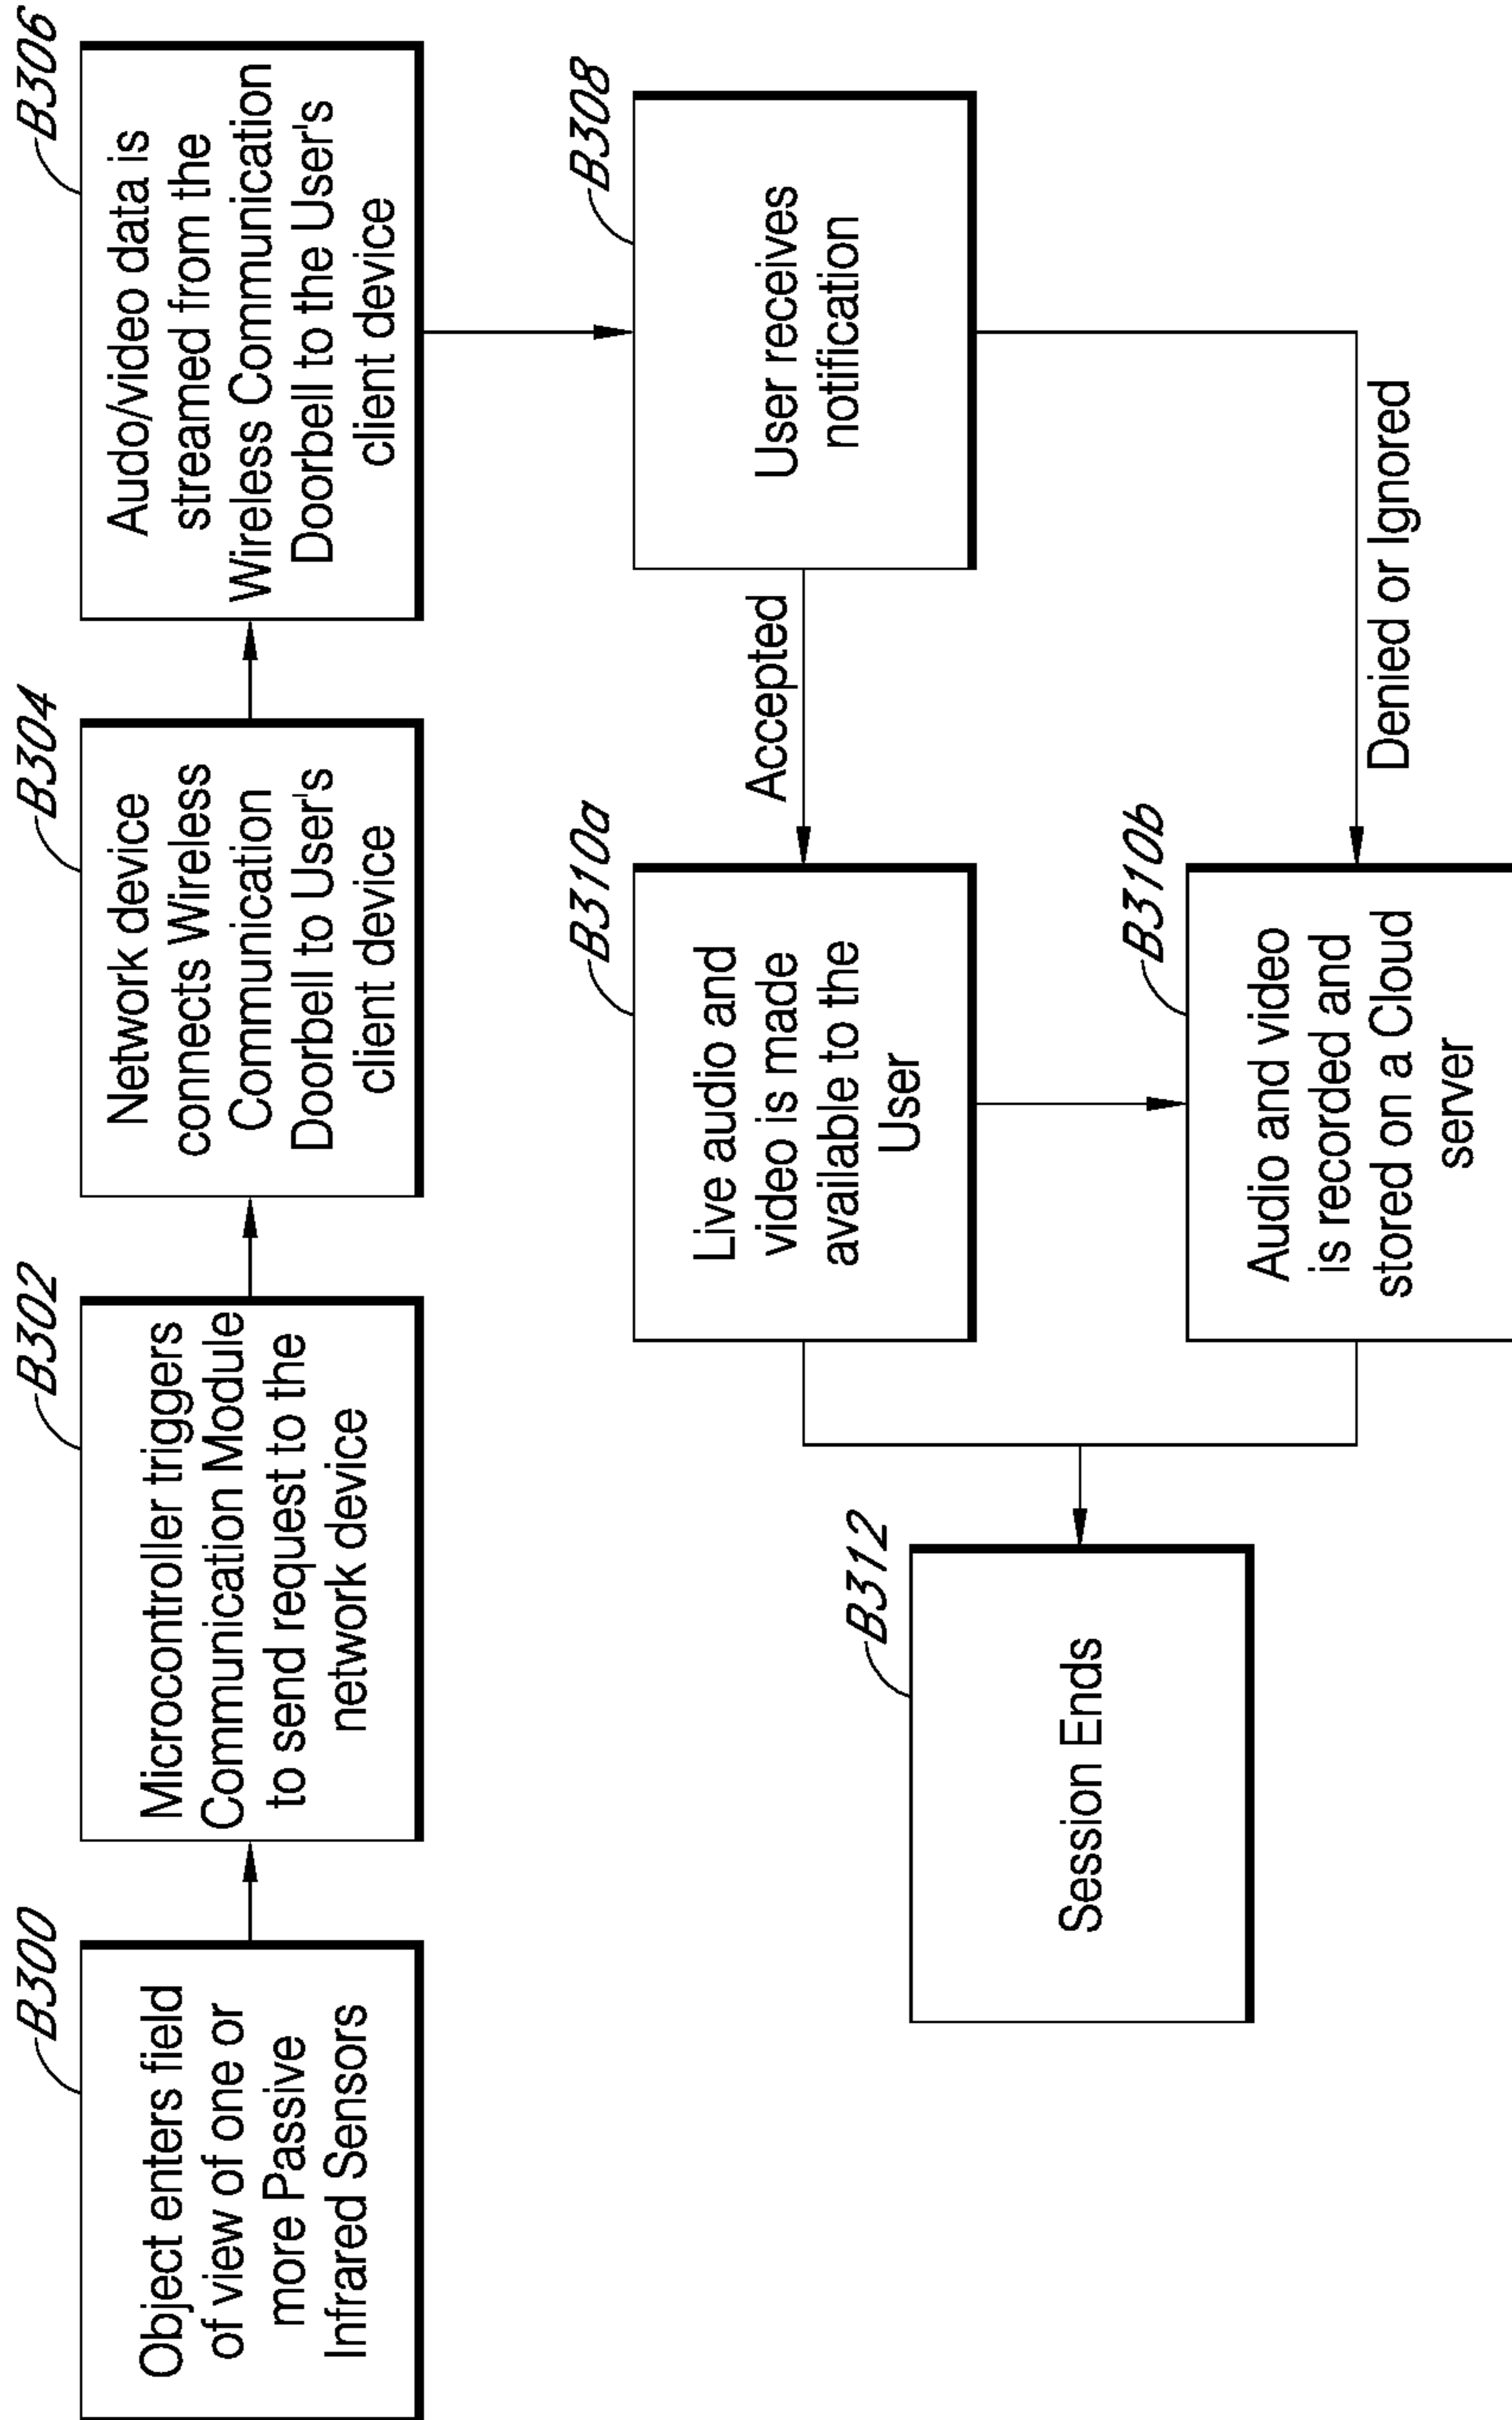 B300
Object enters field
of view of one or
more Passive
Infrared Sensors
B302
Microcontroller triggers
Communication Module
to send request to the
network device
B304
Network device
connects Wireless
Communication
Doorbell to User's
client device
B306
Audo/video data is
streamed from the
Wireless Communication
Doorbell to the User's
client device
B308
User receives
notification
Accepted
Denied or Ignored
B310a
Live audio and
video is made
available to the
User
B310b
Audio and video
is recorded and
stored on a Cloud
server
B312
Session Ends